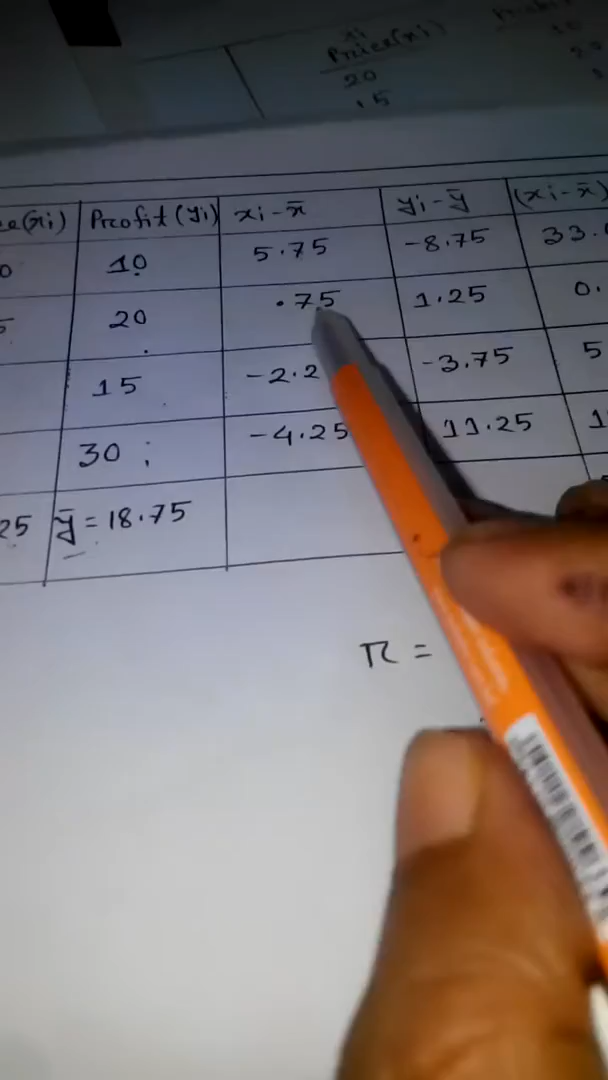 Price(xi)
20
15
Profit (yi) xi - x̄ yi - ȳ (xi - x̄)
10 5.75 -8.75 33.
20 .75 1.25 0.
15 -2.2 -3.75 5
30 -4.25 11.25 1
25 ȳ = 18.75
r =